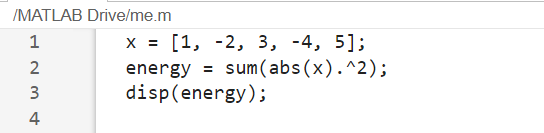 /MATLAB Drive/me.m
1 x = [1, -2, 3, -4, 5];
2 energy = sum(abs(x).^2);
3 disp(energy);
4